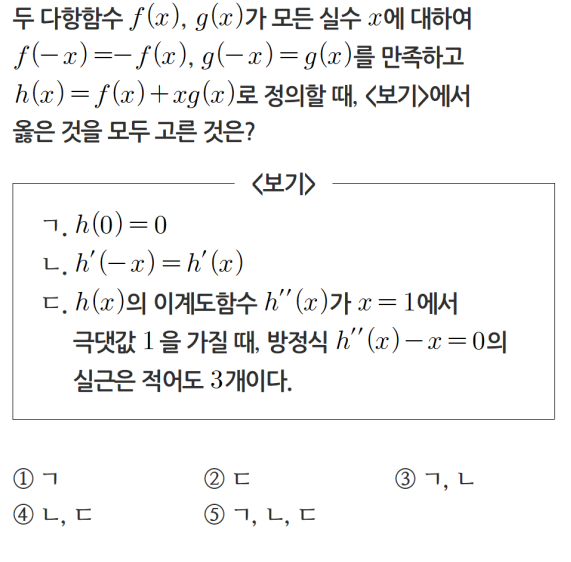 두 다항함수 f(x), g(x)가 모든 실수 x에 대하여
f(−x)=−f(x), g(−x)=g(x)를 만족하고
h(x)=f(x)+xg(x)로 정의할 때, <보기>에서
옳은 것을 모두 고른 것은?
<보기>
ㄱ. h(0)=0
ㄴ. h′(−x)=h′(x)
ㄷ. h(x)의 이계도함수 h″(x)가 x=1에서
극댓값 1을 가질 때, 방정식 h″(x)−x=0의
실근은 적어도 3개이다.
① ㄱ ② ㄷ ③ ㄱ, ㄴ
④ ㄴ, ㄷ ⑤ ㄱ, ㄴ, ㄷ